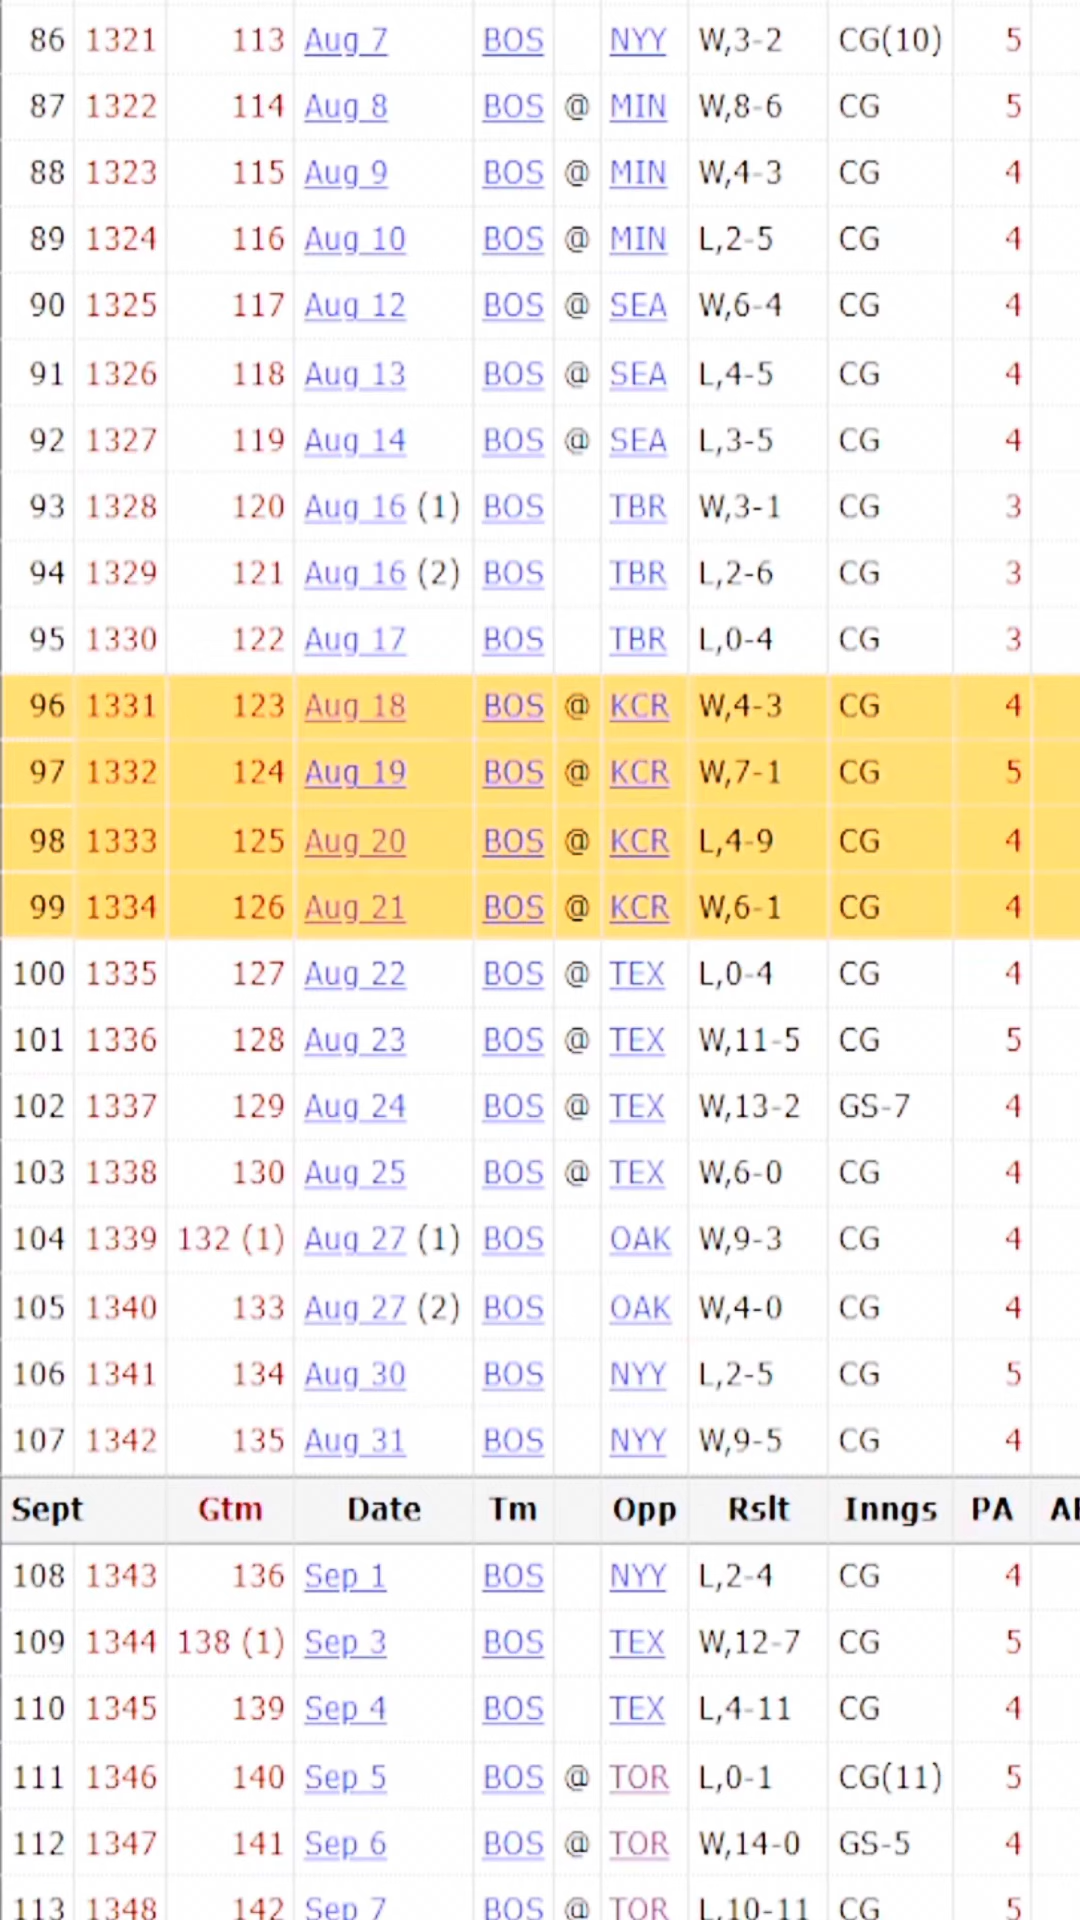 86 1321 113 Aug 7 BOS NYY W,3-2 CG(10) 5
87 1322 114 Aug 8 BOS @ MIN W,8-6 CG 5
88 1323 115 Aug 9 BOS @ MIN W,4-3 CG 4
89 1324 116 Aug 10 BOS @ MIN L,2-5 CG 4
90 1325 117 Aug 12 BOS @ SEA W,6-4 CG 4
91 1326 118 Aug 13 BOS @ SEA L,4-5 CG 4
92 1327 119 Aug 14 BOS @ SEA L,3-5 CG 4
93 1328 120 Aug 16 (1) BOS TBR W,3-1 CG 3
94 1329 121 Aug 16 (2) BOS TBR L,2-6 CG 3
95 1330 122 Aug 17 BOS TBR L,0-4 CG 3
96 1331 123 Aug 18 BOS @ KCR W,4-3 CG 4
97 1332 124 Aug 19 BOS @ KCR W,7-1 CG 5
98 1333 125 Aug 20 BOS @ KCR L,4-9 CG 4
99 1334 126 Aug 21 BOS @ KCR W,6-1 CG 4
100 1335 127 Aug 22 BOS @ TEX L,0-4 CG 4
101 1336 128 Aug 23 BOS @ TEX W,11-5 CG 5
102 1337 129 Aug 24 BOS @ TEX W,13-2 GS-7 4
103 1338 130 Aug 25 BOS @ TEX W,6-0 CG 4
104 1339 132 (1) Aug 27 (1) BOS OAK W,9-3 CG 4
105 1340 133 Aug 27 (2) BOS OAK W,4-0 CG 4
106 1341 134 Aug 30 BOS NYY L,2-5 CG 5
107 1342 135 Aug 31 BOS NYY W,9-5 CG 4
Sept Gtm Date Tm Opp Rslt Inngs PA
108 1343 136 Sep 1 BOS NYY L,2-4 CG 4
109 1344 138 (1) Sep 3 BOS TEX W,12-7 CG 5
110 1345 139 Sep 4 BOS TEX L,4-11 CG 4
111 1346 140 Sep 5 BOS @ TOR L,0-1 CG(11) 5
112 1347 141 Sep 6 BOS @ TOR W,14-0 GS-5 4
113 1348 142 Sep 7 BOS @ TOR L,10-11 CG 5